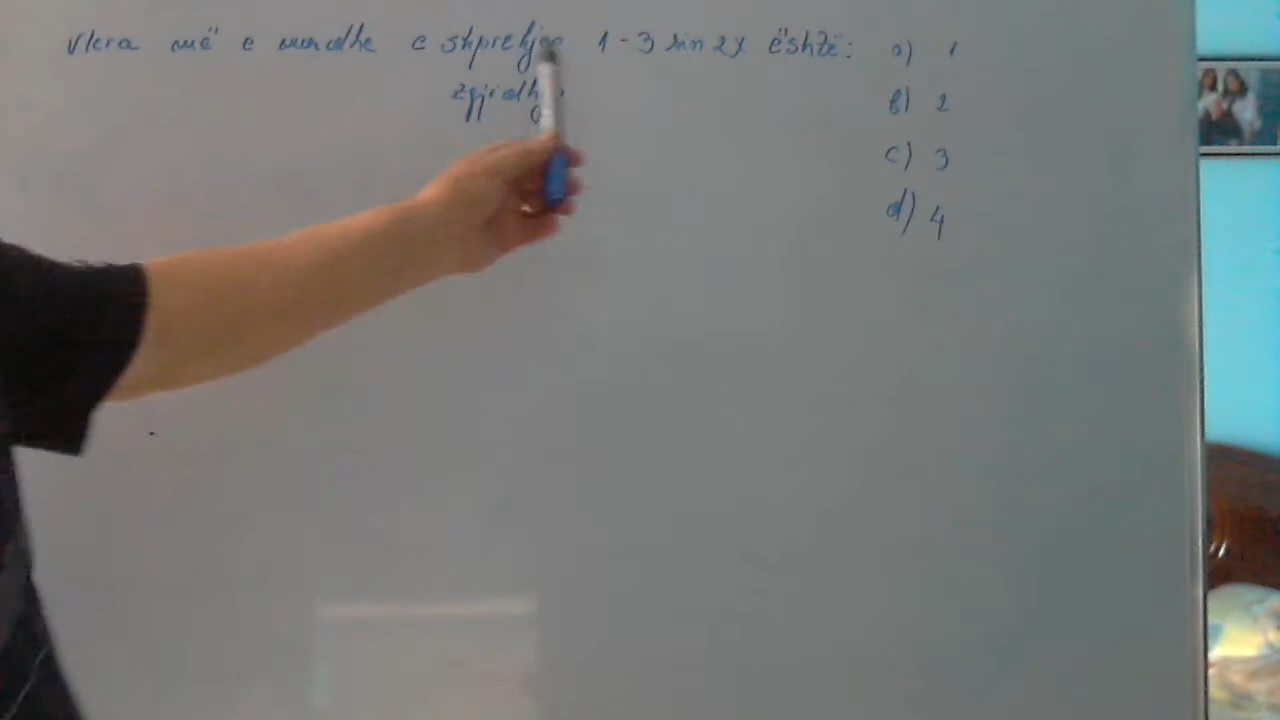 Vlera më e madhe e shprehjes 1 - 3 sin 2x është: a) 1
zgjidhje b) 2
c) 3
d) 4